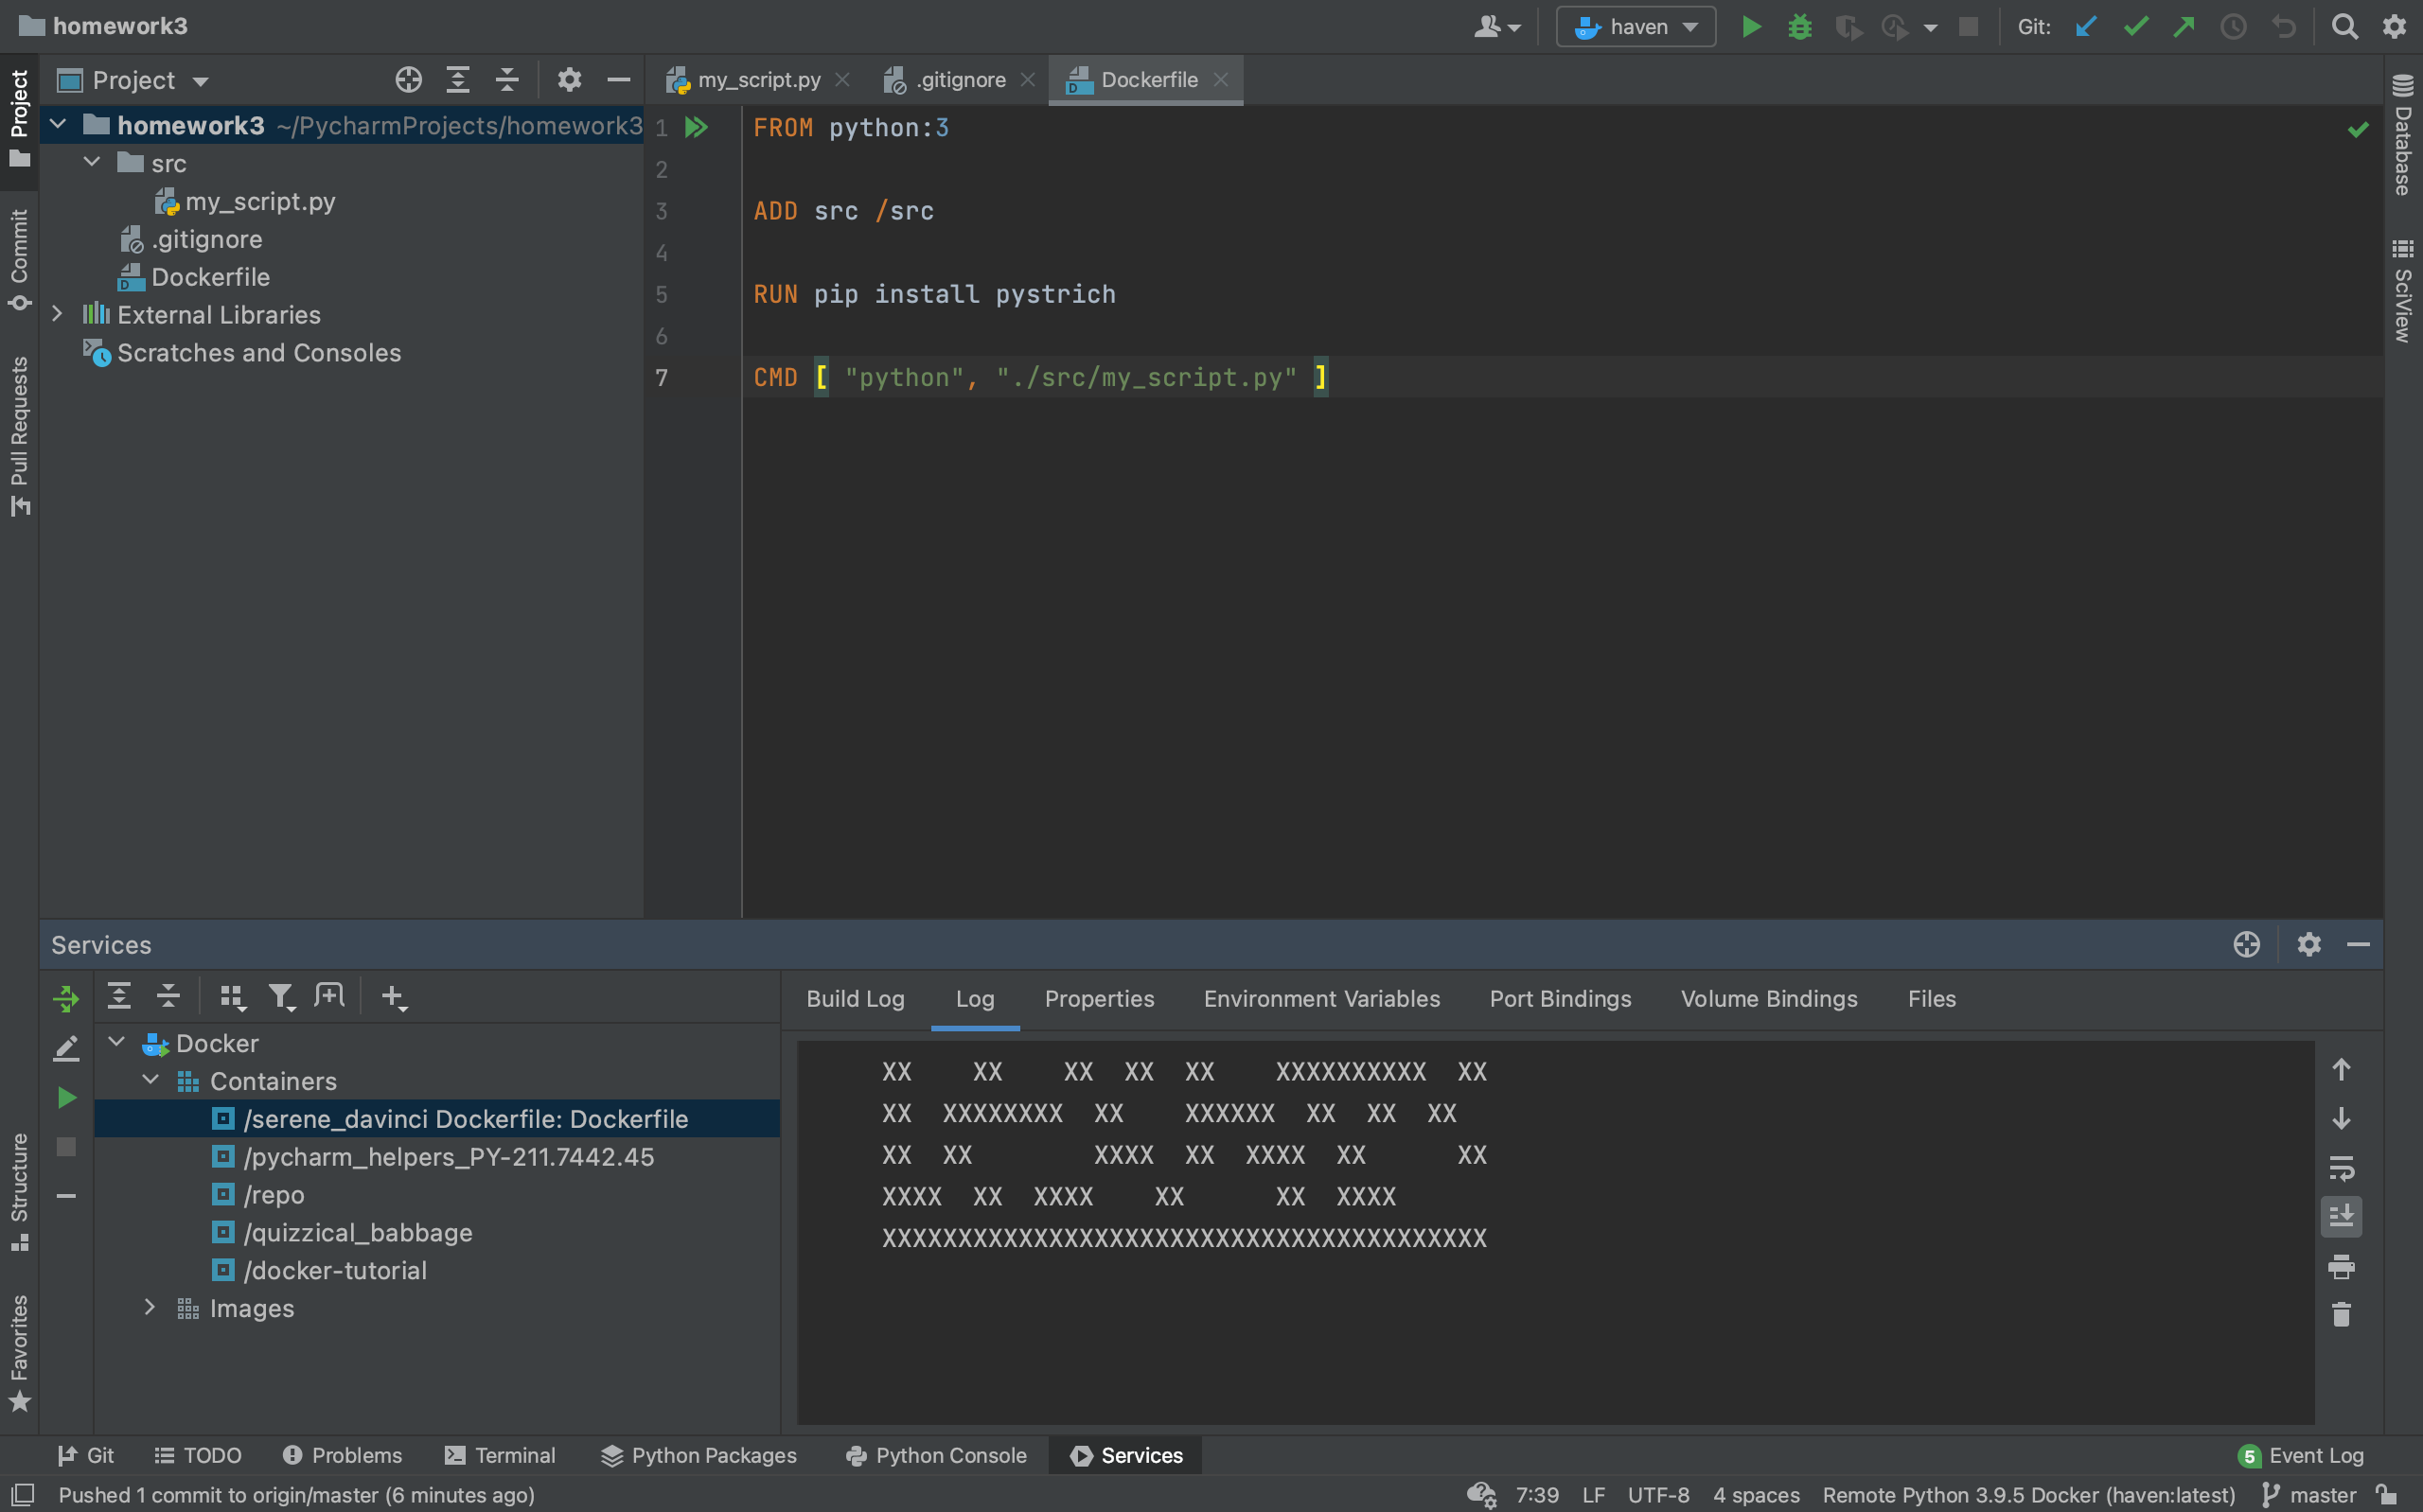 homework3
haven
Git:
Project
my_script.py
.gitignore
Dockerfile
homework3 ~/PycharmProjects/homework3
src
my_script.py
.gitignore
Dockerfile
External Libraries
Scratches and Consoles
Project
Commit
Pull Requests
Structure
Favorites
1 FROM python:3
2
3 ADD src /src
4
5 RUN pip install pystrich
6
7 CMD [ "python", "./src/my_script.py" ]
Database
SciView
Services
Docker
Containers
/serene_davinci Dockerfile: Dockerfile
/pycharm_helpers_PY-211.7442.45
/repo
/quizzical_babbage
/docker-tutorial
Images
Build Log Log Properties Environment Variables Port Bindings Volume Bindings Files
XX    XX    XX  XX  XX    XXXXXXXXXX  XX
XX  XXXXXXXX  XX    XXXXXX  XX  XX  XX
XX  XX        XXXX  XX  XXXX  XX      XX
XXXX  XX  XXXX    XX      XX  XXXX
XXXXXXXXXXXXXXXXXXXXXXXXXXXXXXXXXXXXXXXX
Git TODO Problems Terminal Python Packages Python Console Services 5 Event Log
Pushed 1 commit to origin/master (6 minutes ago) 7:39 LF UTF-8 4 spaces Remote Python 3.9.5 Docker (haven:latest) master